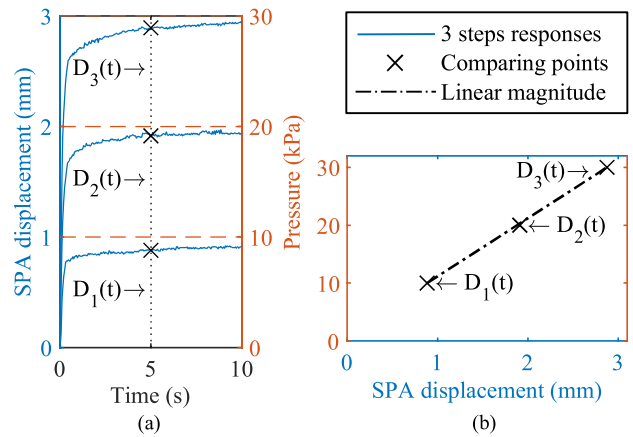 3
2
1
0
SPA displacement (mm)
D₃(t)→
D₂(t)→
D₁(t)→
30
20
10
0
Pressure (kPa)
0
5
10
Time (s)
(a)
3 steps responses
Comparing points
Linear magnitude
30
20
10
0
D₃(t)→
← D₂(t)
← D₁(t)
0
1
2
3
SPA displacement (mm)
(b)